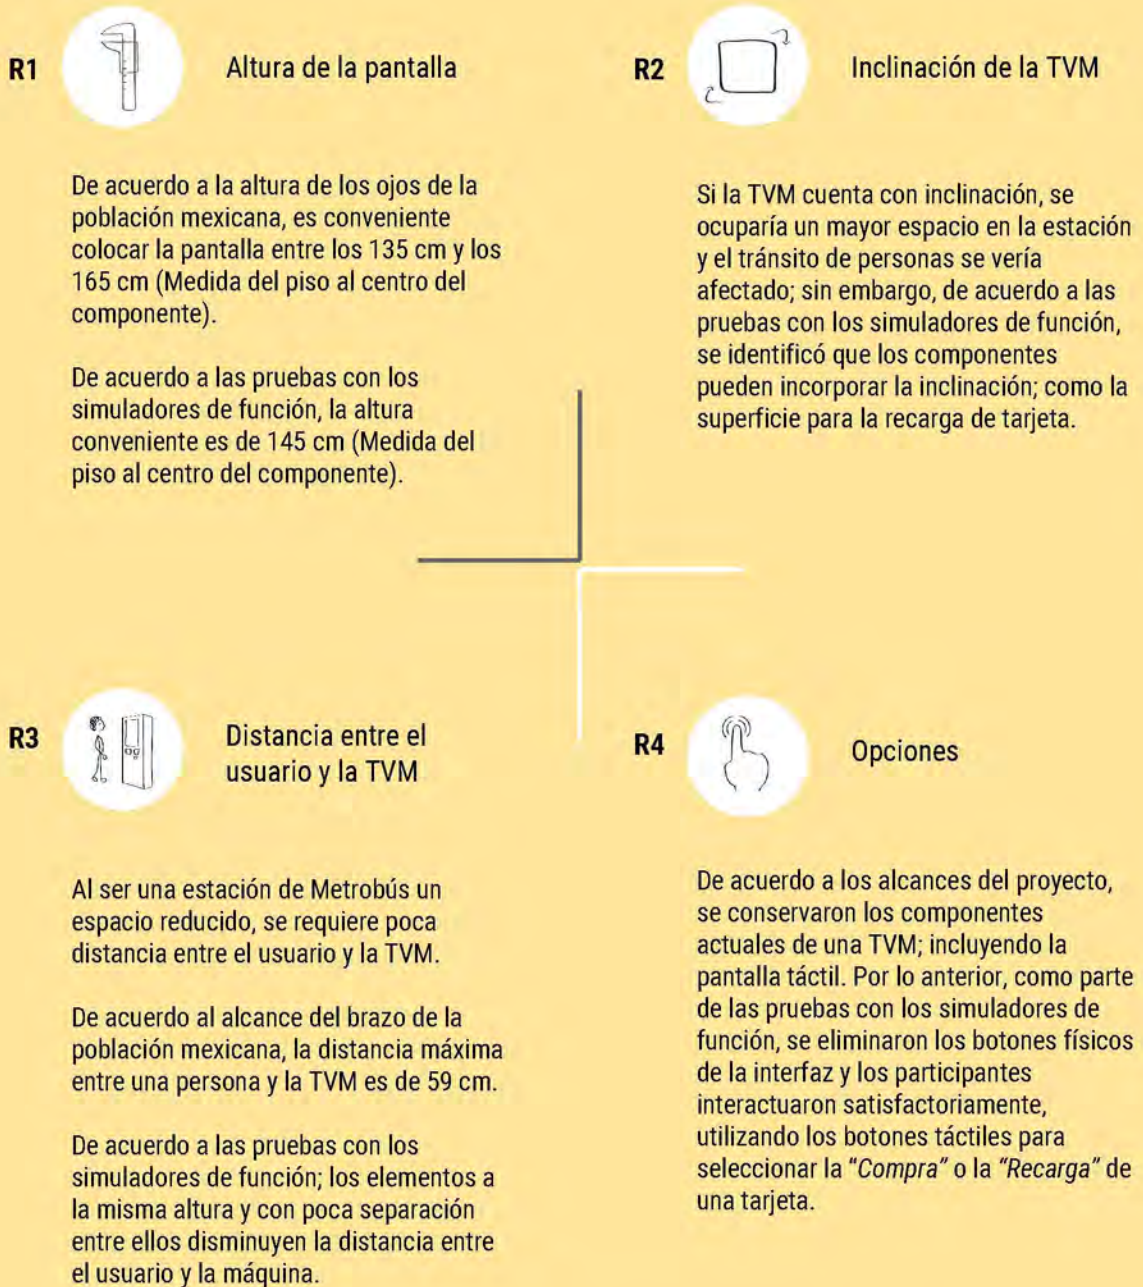 R1
Altura de la pantalla
De acuerdo a la altura de los ojos de la
población mexicana, es conveniente
colocar la pantalla entre los 135 cm y los
165 cm (Medida del piso al centro del
componente).
De acuerdo a las pruebas con los
simuladores de función, la altura
conveniente es de 145 cm (Medida del
piso al centro del componente).
R2
Inclinación de la TVM
Si la TVM cuenta con inclinación, se
ocuparía un mayor espacio en la estación
y el tránsito de personas se vería
afectado; sin embargo, de acuerdo a las
pruebas con los simuladores de función,
se identificó que los componentes
pueden incorporar la inclinación; como la
superficie para la recarga de tarjeta.
R3
Distancia entre el
usuario y la TVM
Al ser una estación de Metrobús un
espacio reducido, se requiere poca
distancia entre el usuario y la TVM.
De acuerdo al alcance del brazo de la
población mexicana, la distancia máxima
entre una persona y la TVM es de 59 cm.
De acuerdo a las pruebas con los
simuladores de función; los elementos a
la misma altura y con poca separación
entre ellos disminuyen la distancia entre
el usuario y la máquina.
R4
Opciones
De acuerdo a los alcances del proyecto,
se conservaron los componentes
actuales de una TVM; incluyendo la
pantalla táctil. Por lo anterior, como parte
de las pruebas con los simuladores de
función, se eliminaron los botones físicos
de la interfaz y los participantes
interactuaron satisfactoriamente,
utilizando los botones táctiles para
seleccionar la “Compra” o la “Recarga” de
una tarjeta.